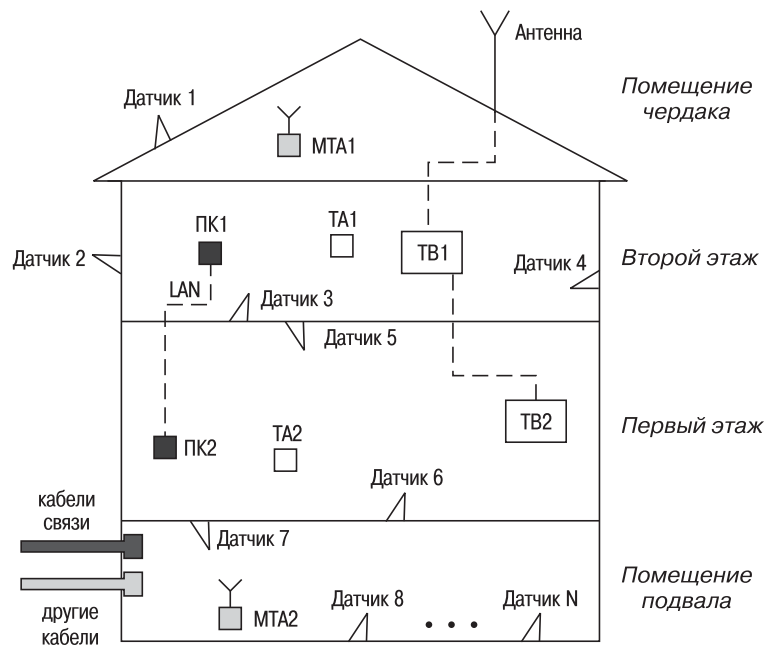 Антенна
Помещение
чердака
Датчик 1
МТА1
ПК1
ТА1
ТВ1
Датчик 2
Датчик 4
Второй этаж
LAN
Датчик 3
Датчик 5
ПК2
ТА2
ТВ2
Первый этаж
Датчик 6
кабели
связи
Датчик 7
Помещение
подвала
другие
кабели
МТА2
Датчик 8
Датчик N